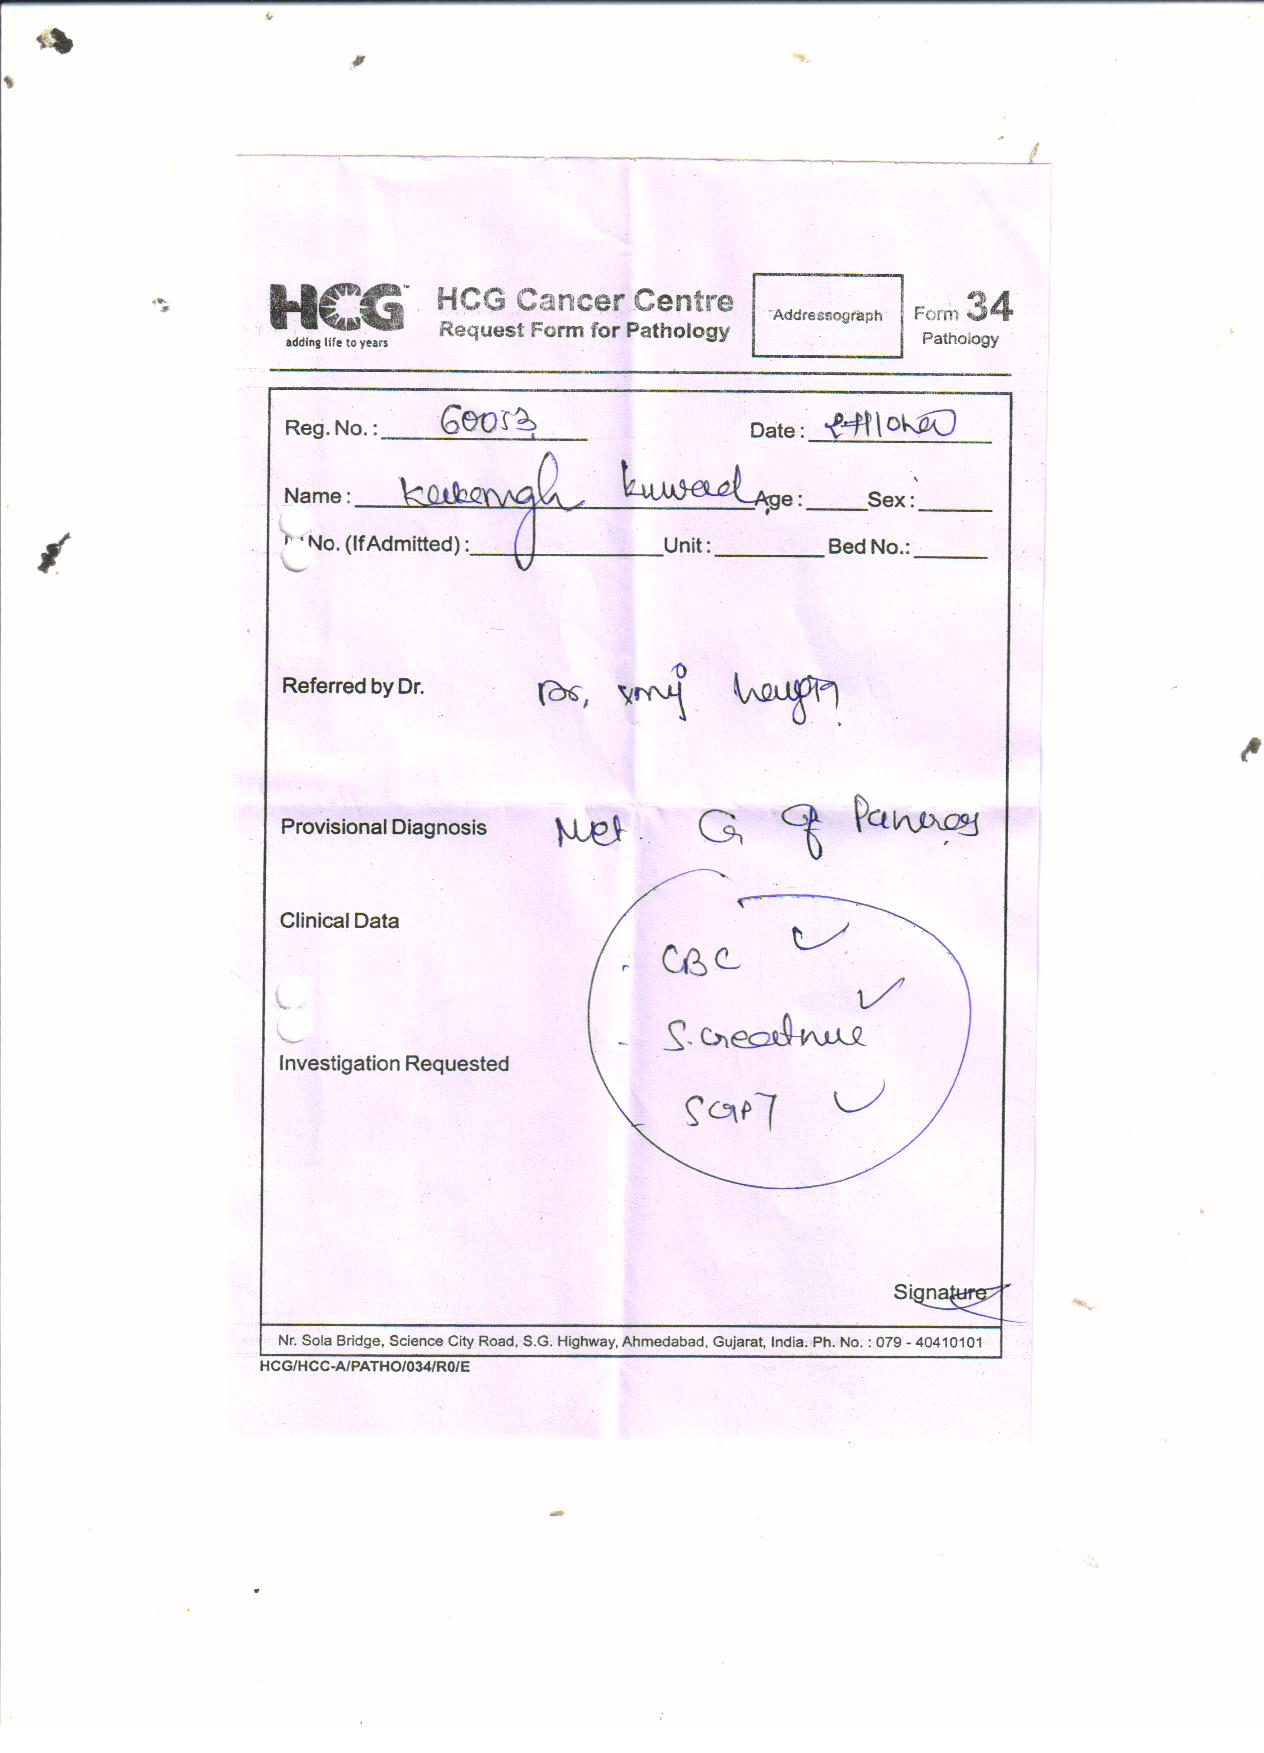 HCG™ HCG Cancer Centre Addressograph Form 34
adding life to years Request Form for Pathology Pathology
Reg. No. : 60053 Date :
Name : kuwad Age : Sex :
No. (If Admitted) : Unit : Bed No.:
Referred by Dr. Dr.
Provisional Diagnosis Met. G of Pancreas
Clinical Data
- CBC ✓
- S. Creatinine ✓
Investigation Requested
- SGPT ✓
Signature
Nr. Sola Bridge, Science City Road, S.G. Highway, Ahmedabad, Gujarat, India. Ph. No. : 079 - 40410101
HCG/HCC-A/PATHO/034/R0/E